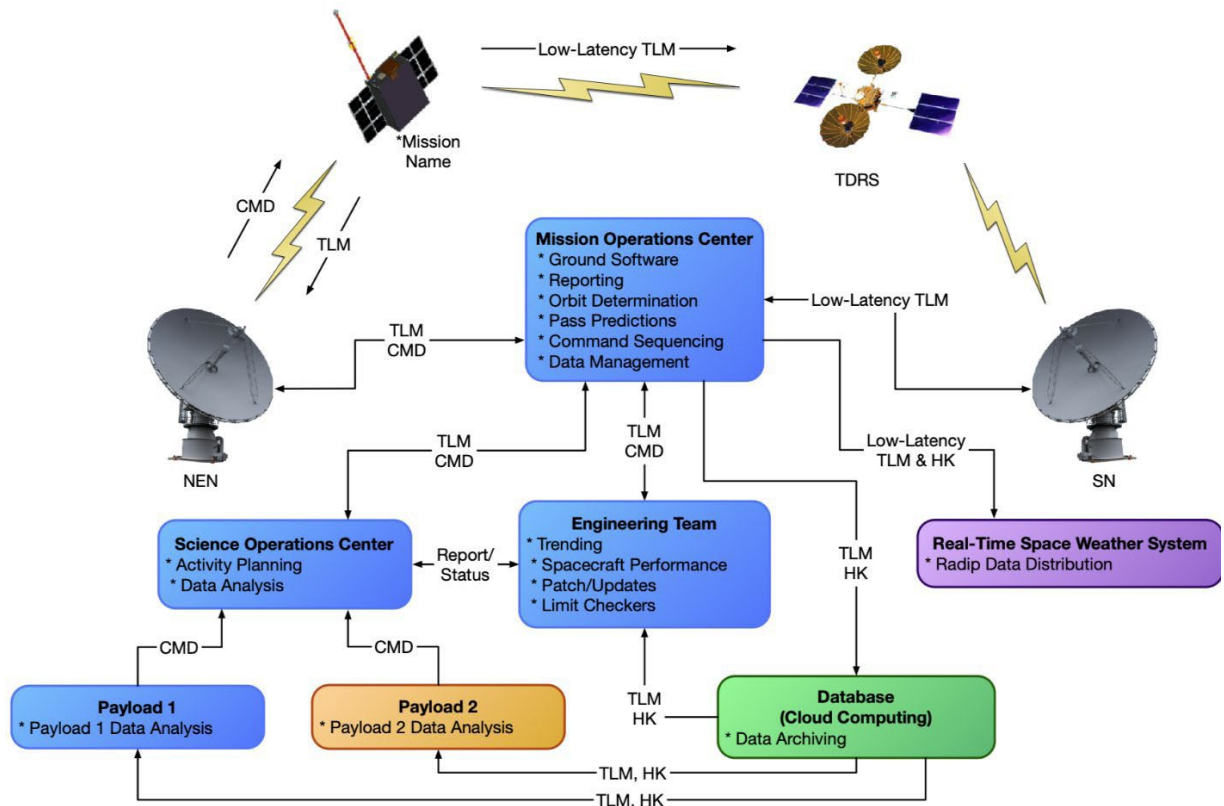 Low-Latency TLM
*Mission
Name
TDRS
CMD
TLM
Mission Operations Center
* Ground Software
* Reporting
* Orbit Determination
* Pass Predictions
* Command Sequencing
* Data Management
Low-Latency TLM
TLM
CMD
NEN
SN
TLM
CMD
TLM
CMD
Low-Latency
TLM & HK
Science Operations Center
* Activity Planning
* Data Analysis
Report/
Status
Engineering Team
* Trending
* Spacecraft Performance
* Patch/Updates
* Limit Checkers
TLM
HK
Real-Time Space Weather System
* Radip Data Distribution
CMD
CMD
Payload 1
* Payload 1 Data Analysis
Payload 2
* Payload 2 Data Analysis
TLM
HK
Database
(Cloud Computing)
* Data Archiving
TLM, HK
TLM, HK